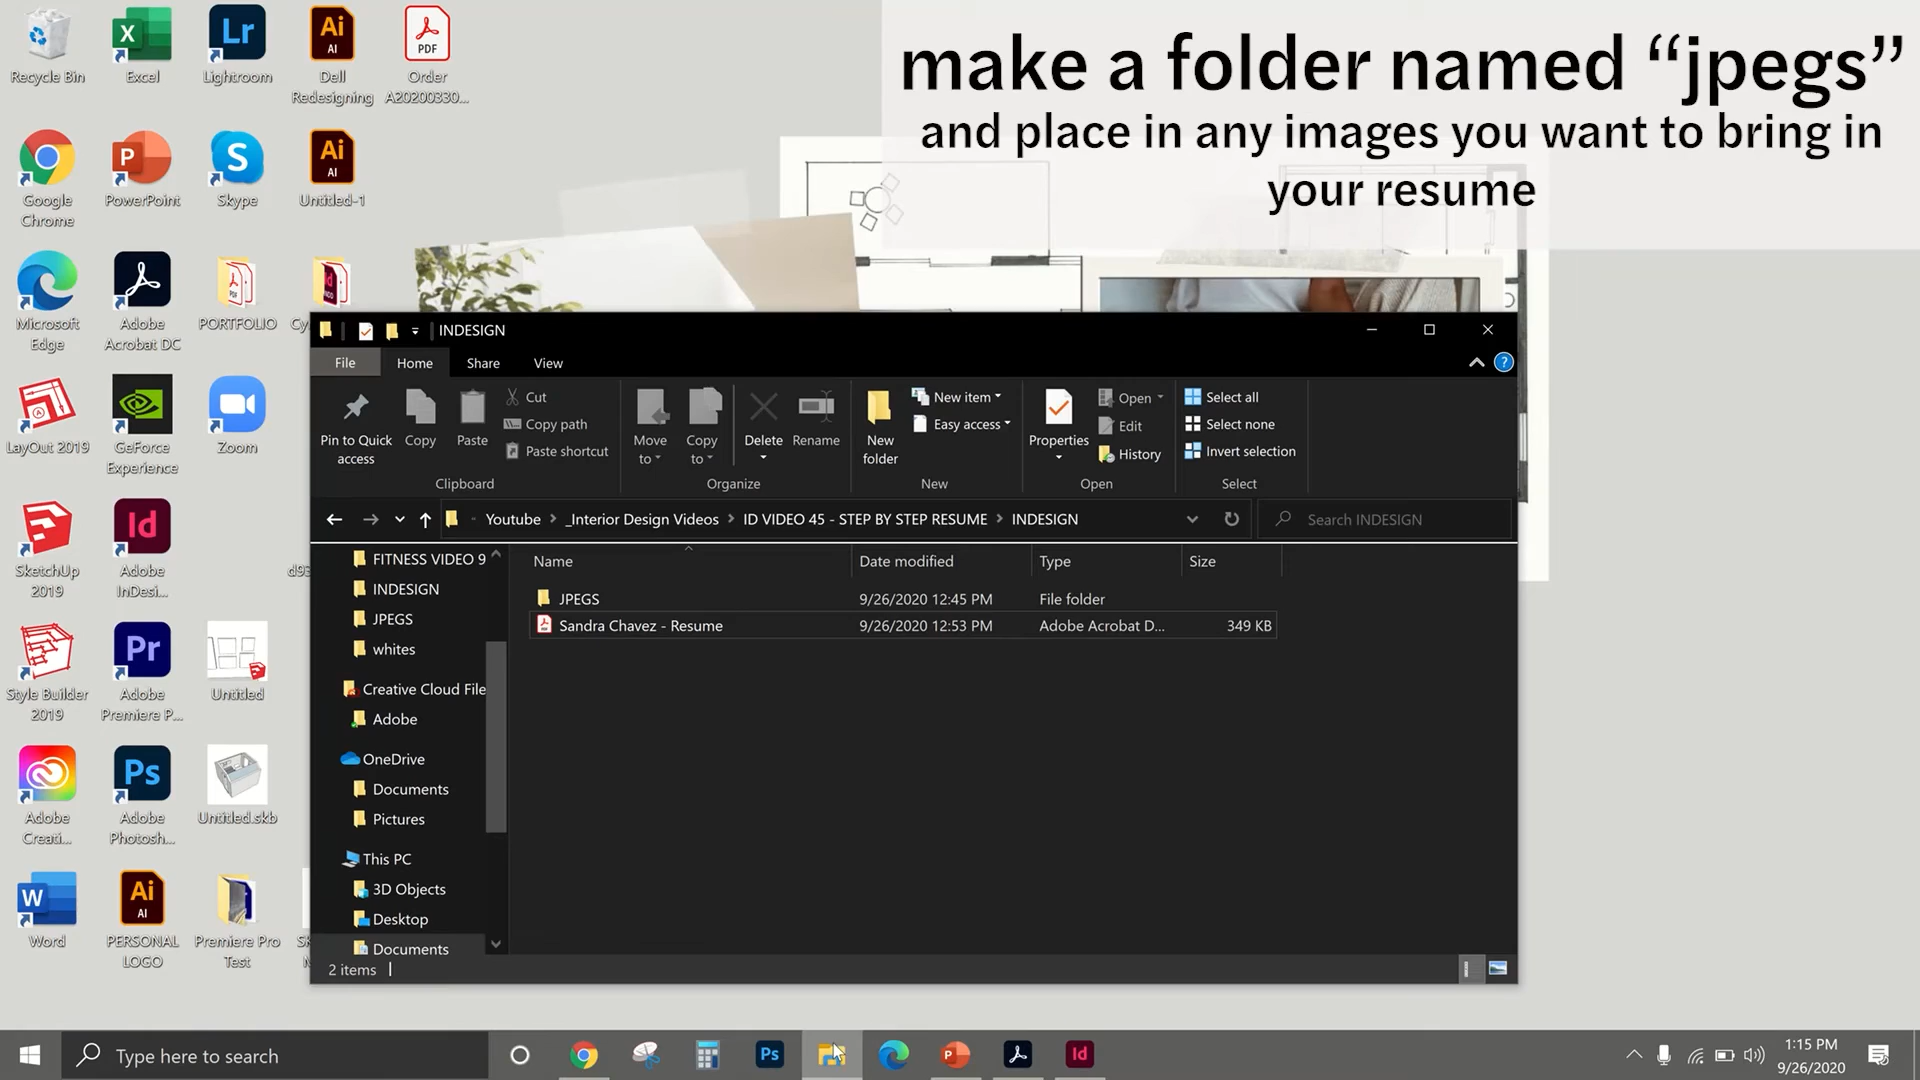 make a folder named “jpegs”
and place in any images you want to bring in
your resume
Recycle Bin
Excel
Lightroom
Dell
Redesigning
Order
A20200330...
Google
Chrome
PowerPoint
Skype
Untitled-1
Microsoft
Edge
Adobe
Acrobat DC
PORTFOLIO
LayOut 2019
GeForce
Experience
Zoom
SketchUp
2019
Adobe
InDesi...
Style Builder
2019
Adobe
Premiere P...
Untitled
Adobe
Creati...
Adobe
Photosh...
Untitled.skb
Word
PERSONAL
LOGO
Premiere Pro
Test
INDESIGN
File Home Share View
Pin to Quick
access
Copy
Paste
Cut
Copy path
Paste shortcut
Clipboard
Move
to
Copy
to
Delete
Rename
Organize
New
folder
New item
Easy access
New
Properties
Open
Edit
History
Open
Select all
Select none
Invert selection
Select
Youtube _Interior Design Videos ID VIDEO 45 - STEP BY STEP RESUME INDESIGN
Search INDESIGN
FITNESS VIDEO 9
INDESIGN
JPEGS
whites
Creative Cloud File
Adobe
OneDrive
Documents
Pictures
This PC
3D Objects
Desktop
Documents
Name Date modified Type Size
JPEGS 9/26/2020 12:45 PM File folder
Sandra Chavez - Resume 9/26/2020 12:53 PM Adobe Acrobat D... 349 KB
2 items
Type here to search
1:15 PM
9/26/2020